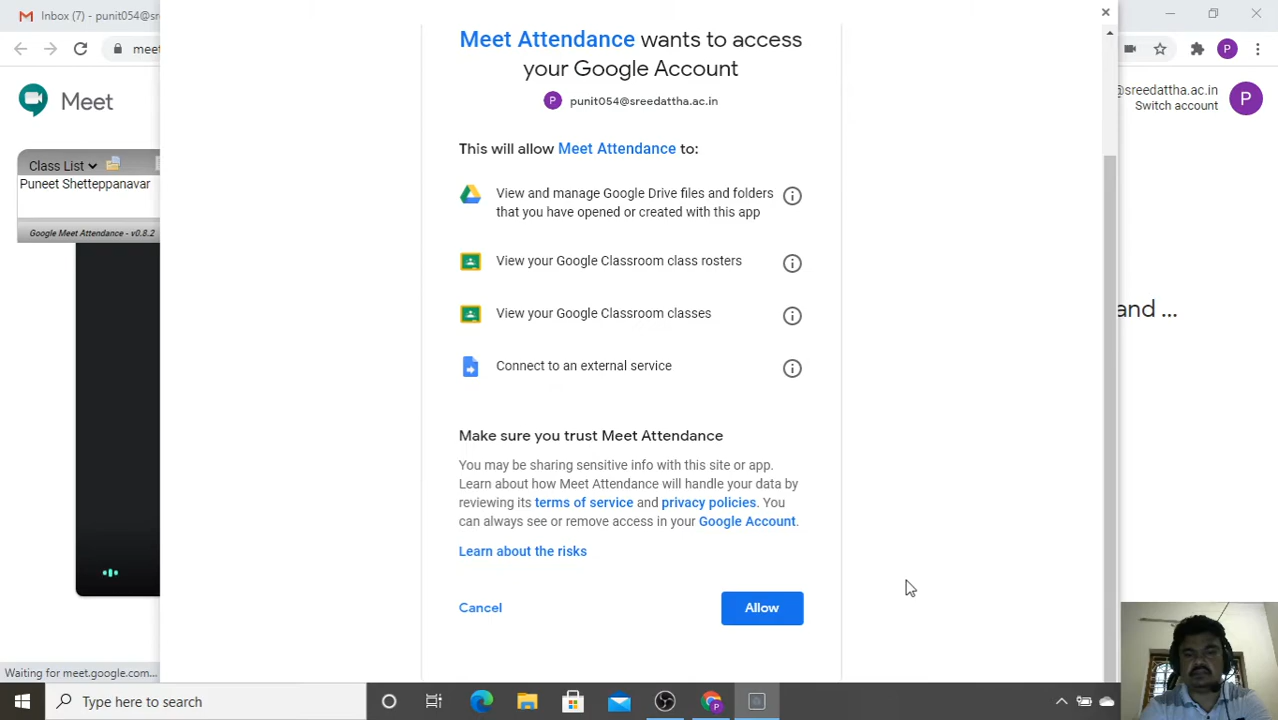 Inbox (7) - punit054@sr
Meet Attendance wants to access
your Google Account
P
punit054@sreedattha.ac.in
meet
P
@sreedattha.ac.in
Switch account
P
Meet
This will allow Meet Attendance to:
Class List
Puneet Shetteppanavar
Google Meet Attendance - v0.8.2
View and manage Google Drive files and folders
that you have opened or created with this app
View your Google Classroom class rosters
View your Google Classroom classes
and ...
Connect to an external service
Make sure you trust Meet Attendance
You may be sharing sensitive info with this site or app.
Learn about how Meet Attendance will handle your data by
reviewing its terms of service and privacy policies. You
can always see or remove access in your Google Account.
Learn about the risks
Cancel
Allow
Waiting for meet.google.com...
Type here to search
P